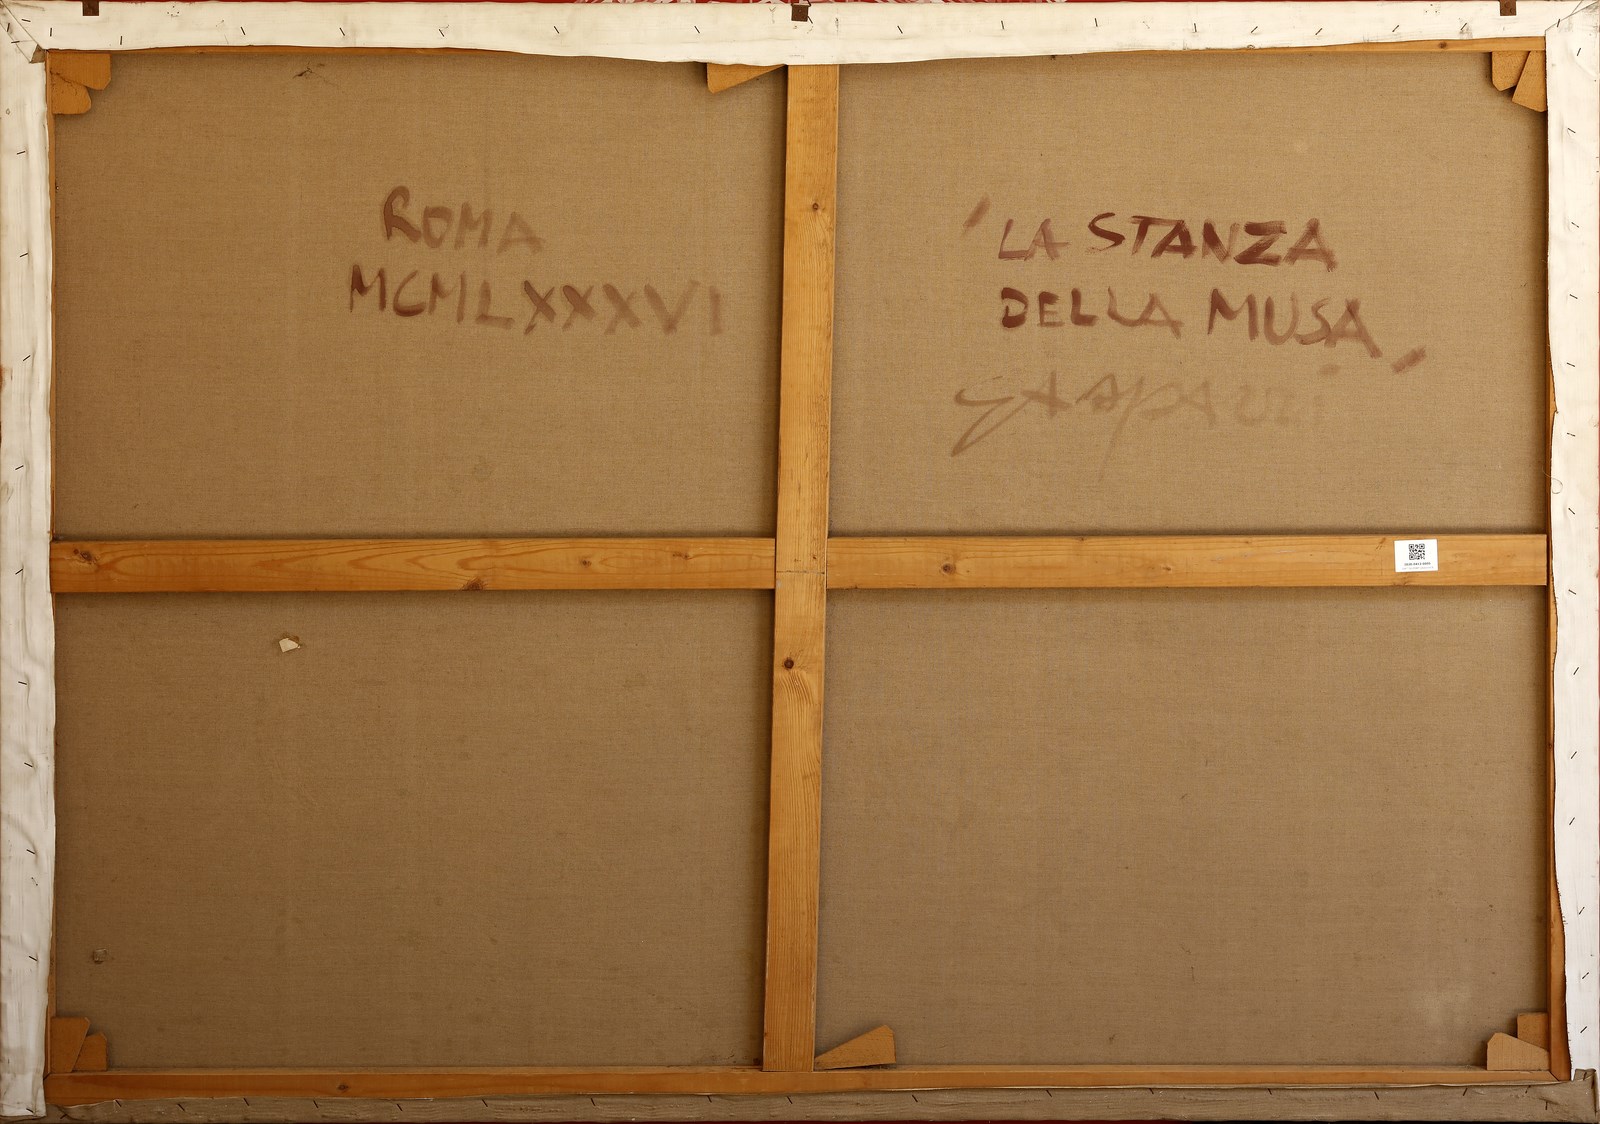 ROMA
MCMLXXXVI
'LA STANZA
DELLA MUSA,